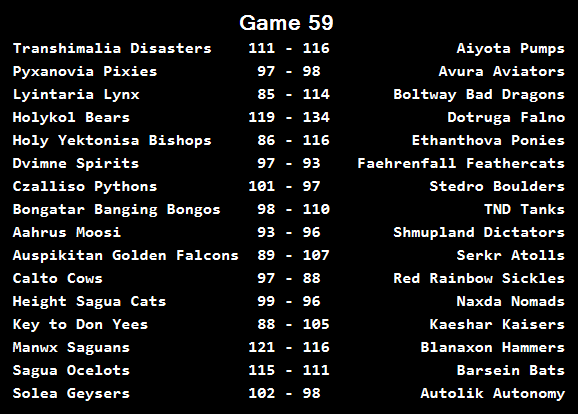 Game 59
Transhimalia Disasters 111 - 116 Aiyota Pumps
Pyxanovia Pixies 97 - 98 Avura Aviators
Lyintaria Lynx 85 - 114 Boltway Bad Dragons
Holykol Bears 119 - 134 Dotruga Falno
Holy Yektonisa Bishops 86 - 116 Ethanthova Ponies
Dvimne Spirits 97 - 93 Faehrenfall Feathercats
Czalliso Pythons 101 - 97 Stedro Boulders
Bongatar Banging Bongos 98 - 110 TND Tanks
Aahrus Moosi 93 - 96 Shmupland Dictators
Auspikitan Golden Falcons 89 - 107 Serkr Atolls
Calto Cows 97 - 88 Red Rainbow Sickles
Height Sagua Cats 99 - 96 Naxda Nomads
Key to Don Yees 88 - 105 Kaeshar Kaisers
Manwx Saguans 121 - 116 Blanaxon Hammers
Sagua Ocelots 115 - 111 Barsein Bats
Solea Geysers 102 - 98 Autolik Autonomy